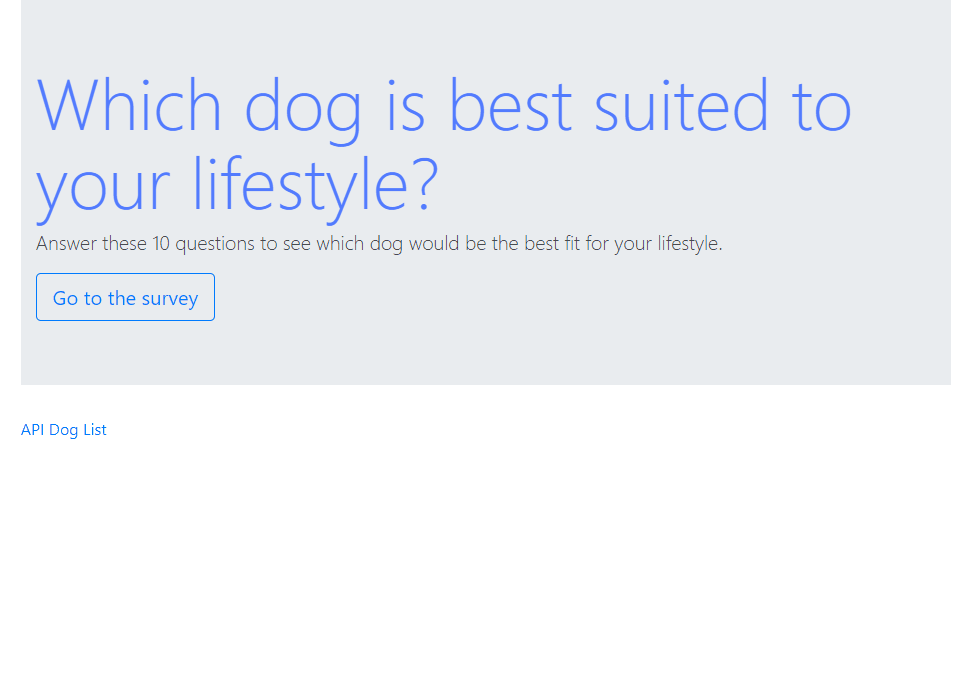 Which dog is best suited to
your lifestyle?
Answer these 10 questions to see which dog would be the best fit for your lifestyle.
Go to the survey
API Dog List